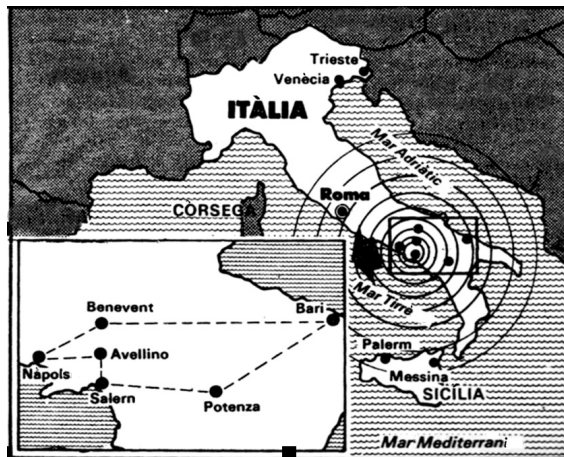 Trieste
Venècia
ITÀLIA
Mar Adriàtic
Roma
CÒRSEGA
Mar Tirrè
Benevent
Bari
Avellino
Nàpols
Salern
Potenza
Palerm
Messina
SICÍLIA
Mar Mediterrani